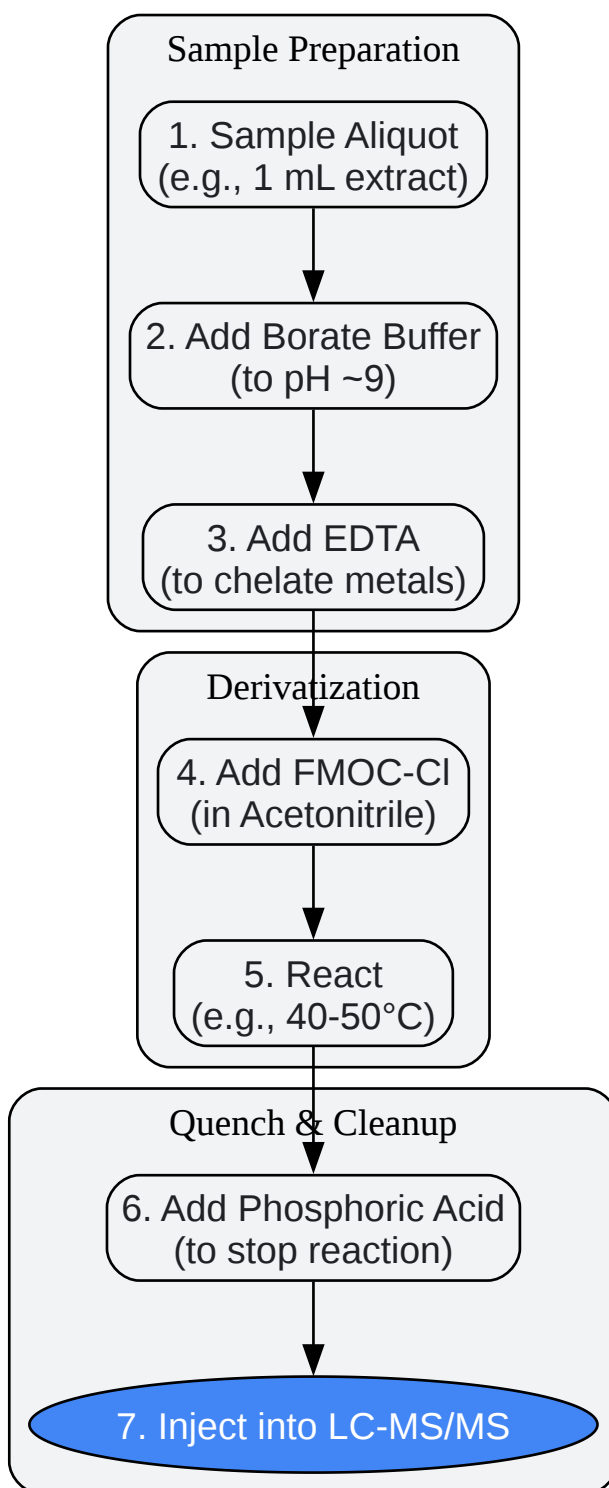 Sample Preparation
1. Sample Aliquot
(e.g., 1 mL extract)
2. Add Borate Buffer
(to pH ~9)
3. Add EDTA
(to chelate metals)
Derivatization
4. Add FMOC-Cl
(in Acetonitrile)
5. React
(e.g., 40-50°C)
Quench & Cleanup
6. Add Phosphoric Acid
(to stop reaction)
7. Inject into LC-MS/MS